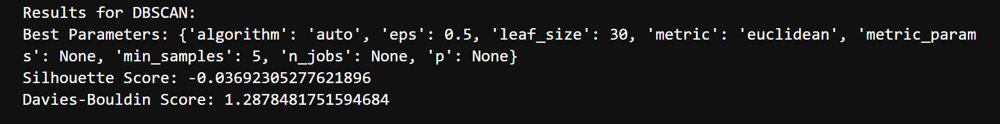 Results for DBSCAN:
Best Parameters: {'algorithm': 'auto', 'eps': 0.5, 'leaf_size': 30, 'metric': 'euclidean', 'metric_param
s': None, 'min_samples': 5, 'n_jobs': None, 'p': None}
Silhouette Score: -0.03692305277621896
Davies-Bouldin Score: 1.2878481751594684